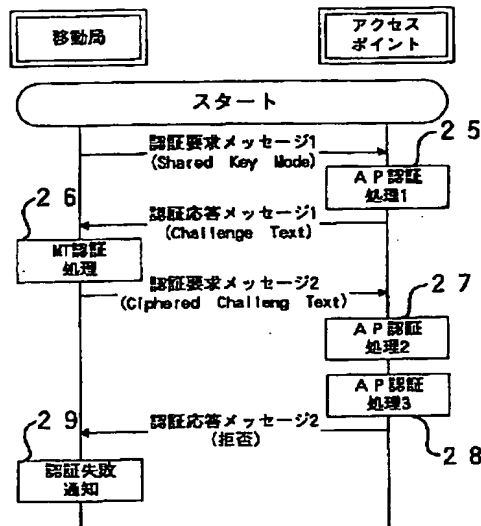 移動局
アクセス
ポイント
スタート
認証要求メッセージ1
(Shared Key Mode)
25
AP認証
処理1
26
認証応答メッセージ1
(Challenge Text)
MT認証
処理
認証要求メッセージ2
(Ciphered Challeng Text)
27
AP認証
処理2
AP認証
処理3
29
認証応答メッセージ2
(拒否)
28
認証失敗
通知